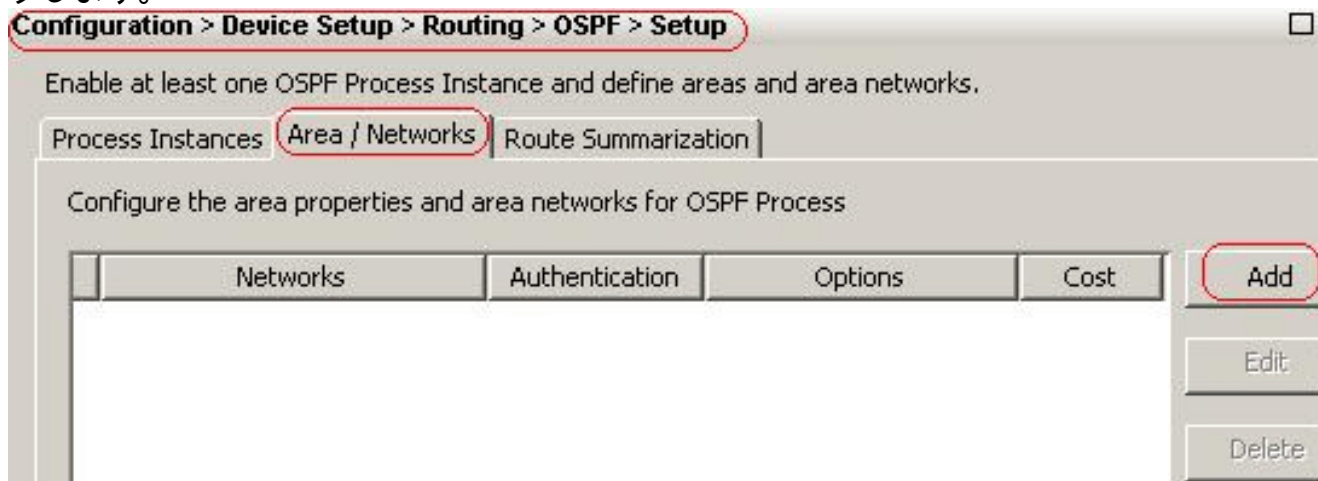 Configuration > Device Setup > Routing > OSPF > Setup
Enable at least one OSPF Process Instance and define areas and area networks.
Process Instances Area / Networks Route Summarization
Configure the area properties and area networks for OSPF Process
Networks Authentication Options Cost Add
Edit
Delete